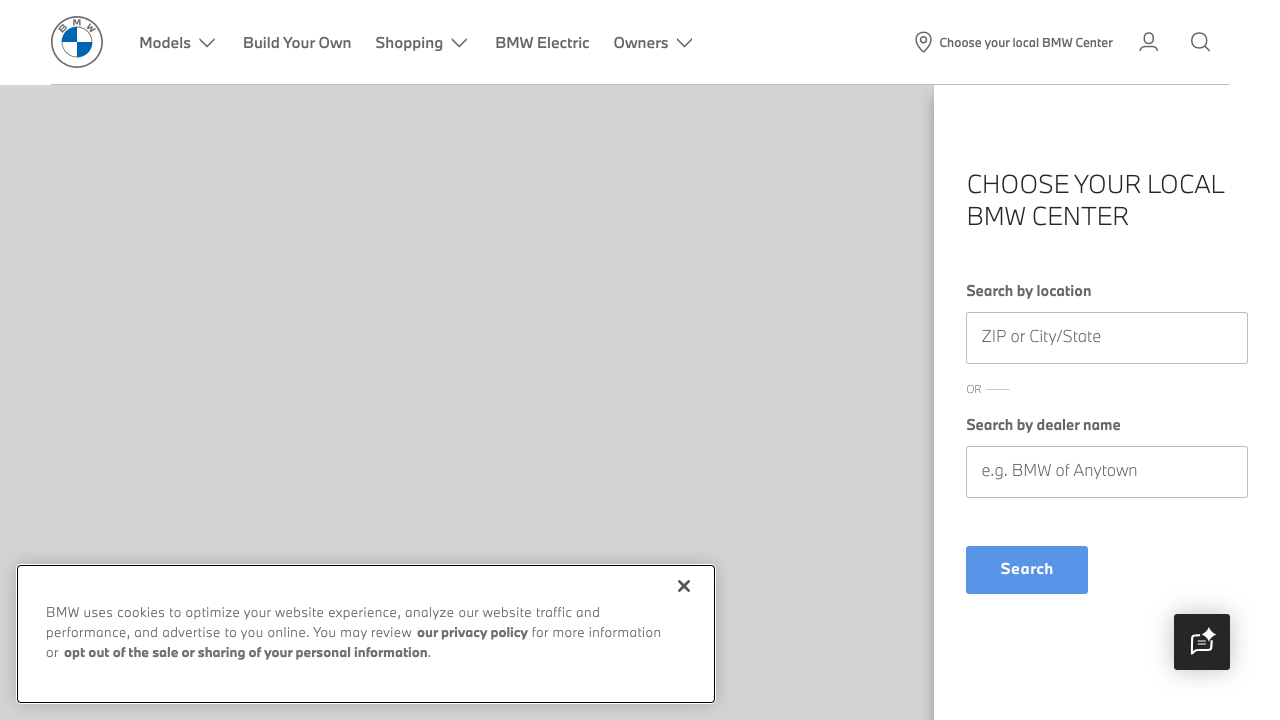 BMW
Models
Build Your Own
Shopping
BMW Electric
Owners
Choose your local BMW Center
CHOOSE YOUR LOCAL
BMW CENTER
Search by location
ZIP or City/State
OR
Search by dealer name
e.g. BMW of Anytown
Search
BMW uses cookies to optimize your website experience, analyze our website traffic and
performance, and advertise to you online. You may review our privacy policy for more information
or opt out of the sale or sharing of your personal information.